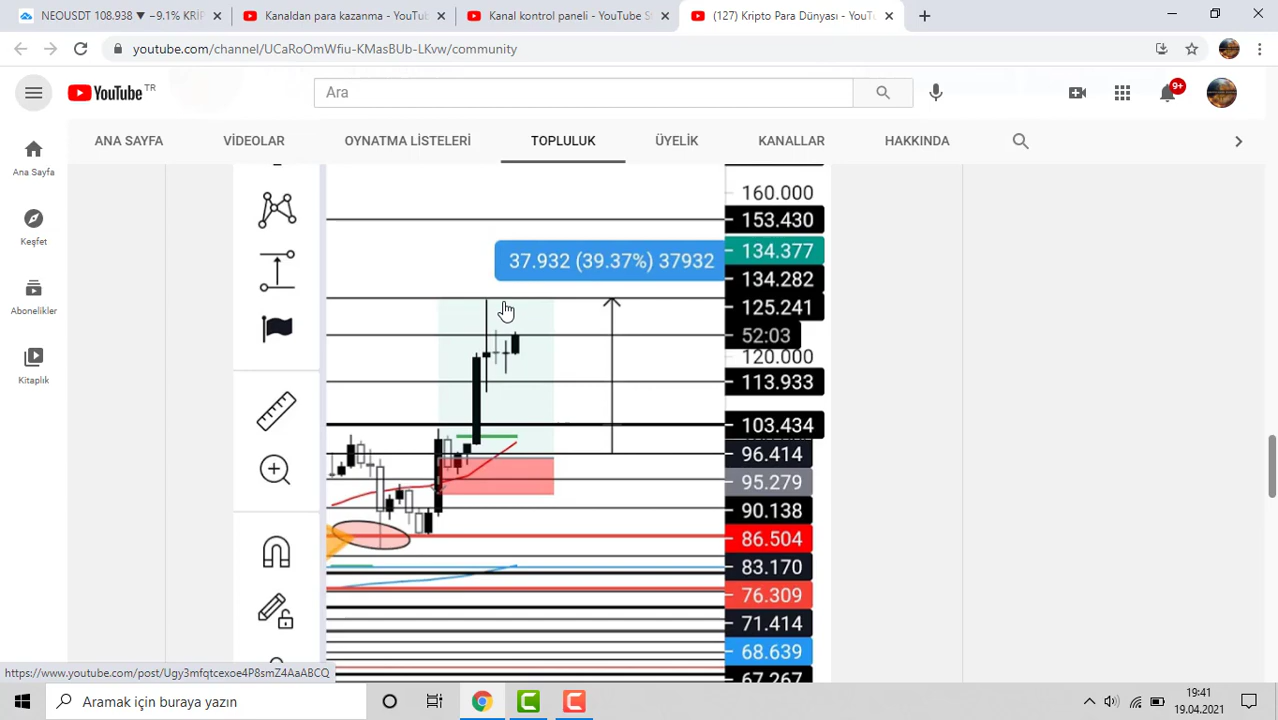 NEOUSDT 108.938 ▼ −9.1% KRİP
Kanaldan para kazanma - YouTu
Kanal kontrol paneli - YouTube S
(127) Kripto Para Dünyası - YouTu
youtube.com/channel/UCaRoOmWfiu-KMasBUb-LKvw/community
YouTube TR
Ara
9+
ANA SAYFA
VİDEOLAR
OYNATMA LİSTELERİ
TOPLULUK
ÜYELİK
KANALLAR
HAKKINDA
Ana Sayfa
Keşfet
Abonelikler
Kitaplık
160.000
153.430
37.932 (39.37%) 37932
134.377
134.282
125.241
52:03
120.000
113.933
103.434
96.414
95.279
90.138
86.504
83.170
76.309
71.414
68.639
67.267
https://www.youtube.com/post/Ugy3mfqtcexoe4P8smZ4AaABCQ
Aramak için buraya yazın
19:41
19.04.2021